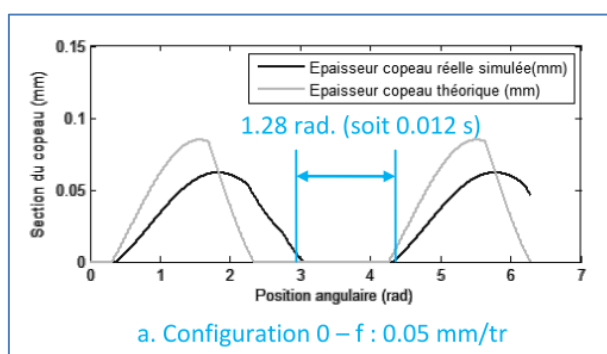 0.15
Epaisseur copeau réelle simulée(mm)
Epaisseur copeau théorique (mm)
1.28 rad. (soit 0.012 s)
0.1
0.05
0
Section du copeau (mm)
0 1 2 3 4 5 6 7
Position angulaire (rad)
a. Configuration 0 – f : 0.05 mm/tr